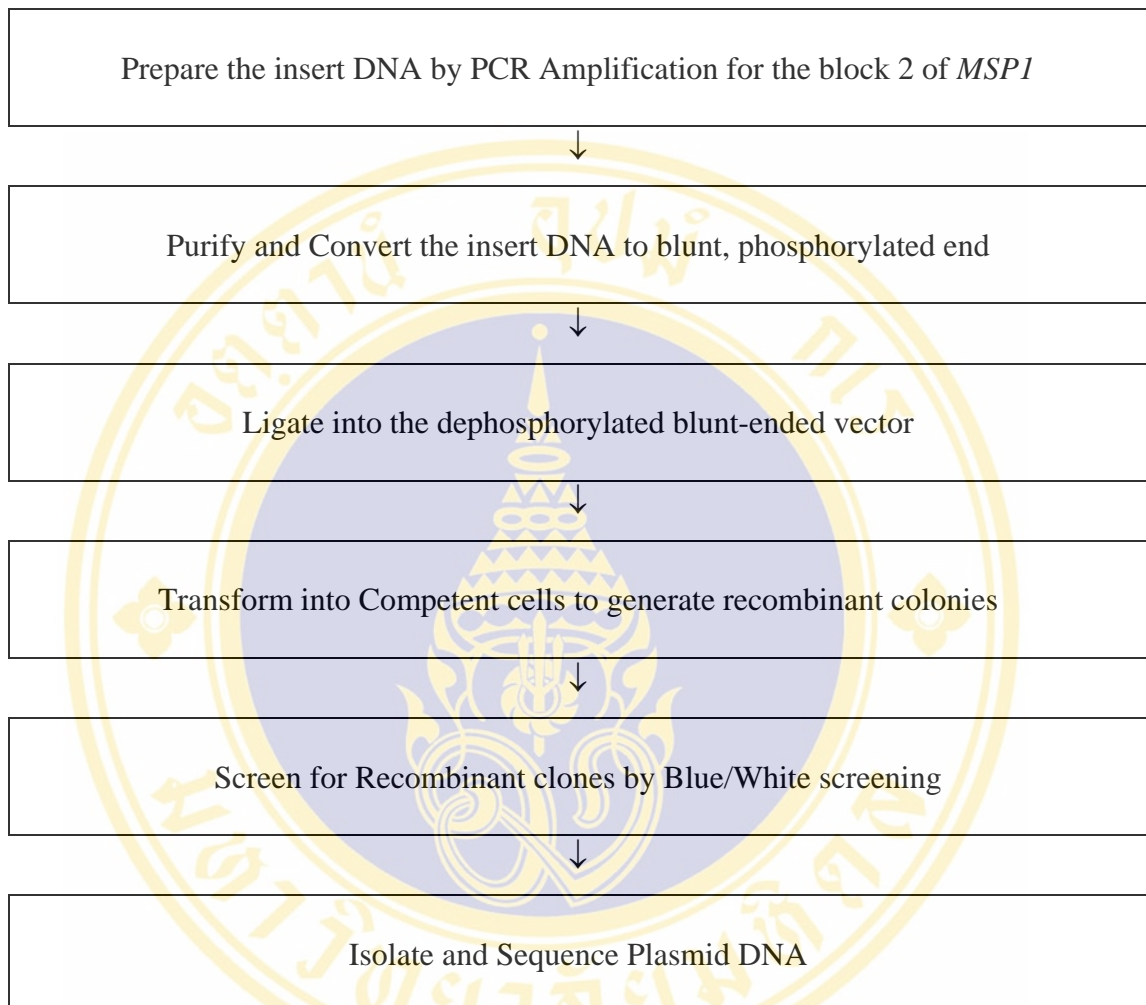 Prepare the insert DNA by PCR Amplification for the block 2 of MSP1
↓
Purify and Convert the insert DNA to blunt, phosphorylated end
↓
Ligate into the dephosphorylated blunt-ended vector
↓
Transform into Competent cells to generate recombinant colonies
↓
Screen for Recombinant clones by Blue/White screening
↓
Isolate and Sequence Plasmid DNA